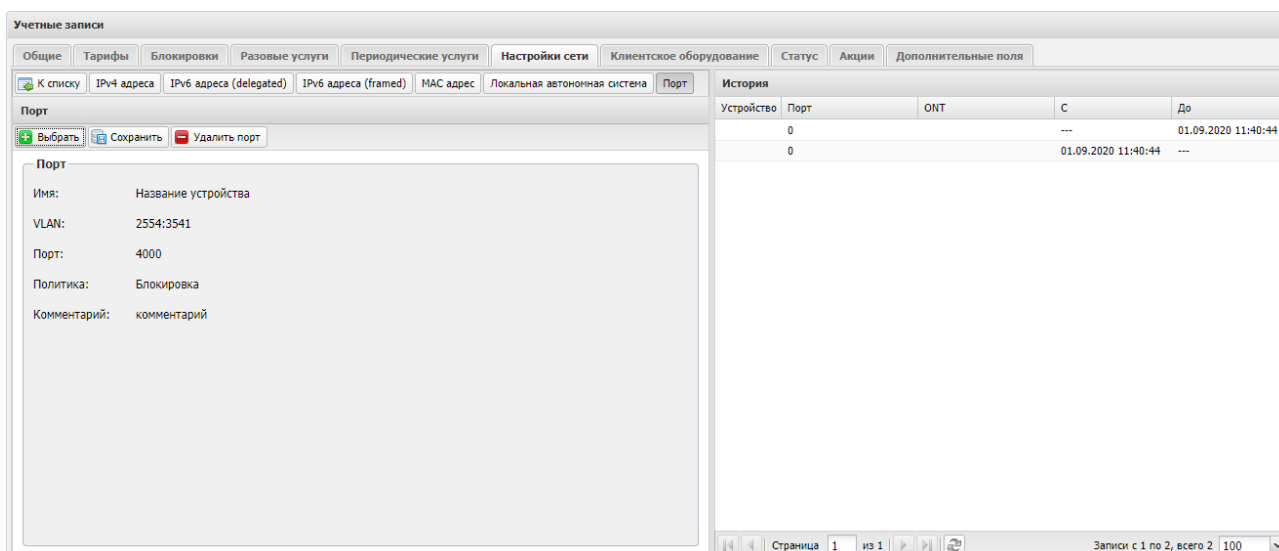 Учетные записи
Общие Тарифы Блокировки Разовые услуги Периодические услуги Настройки сети Клиентское оборудование Статус Акции Дополнительные поля
К списку IPv4 адреса IPv6 адреса (delegated) IPv6 адреса (framed) MAC адрес Локальная автономная система Порт
Порт
Выбрать Сохранить Удалить порт
Порт
Имя: Название устройства
VLAN: 2554:3541
Порт: 4000
Политика: Блокировка
Комментарий: комментарий
История
Устройство Порт ONT С До
0 --- 01.09.2020 11:40:44
0 01.09.2020 11:40:44 ---
Страница 1 из 1 Записи с 1 по 2, всего 2 100